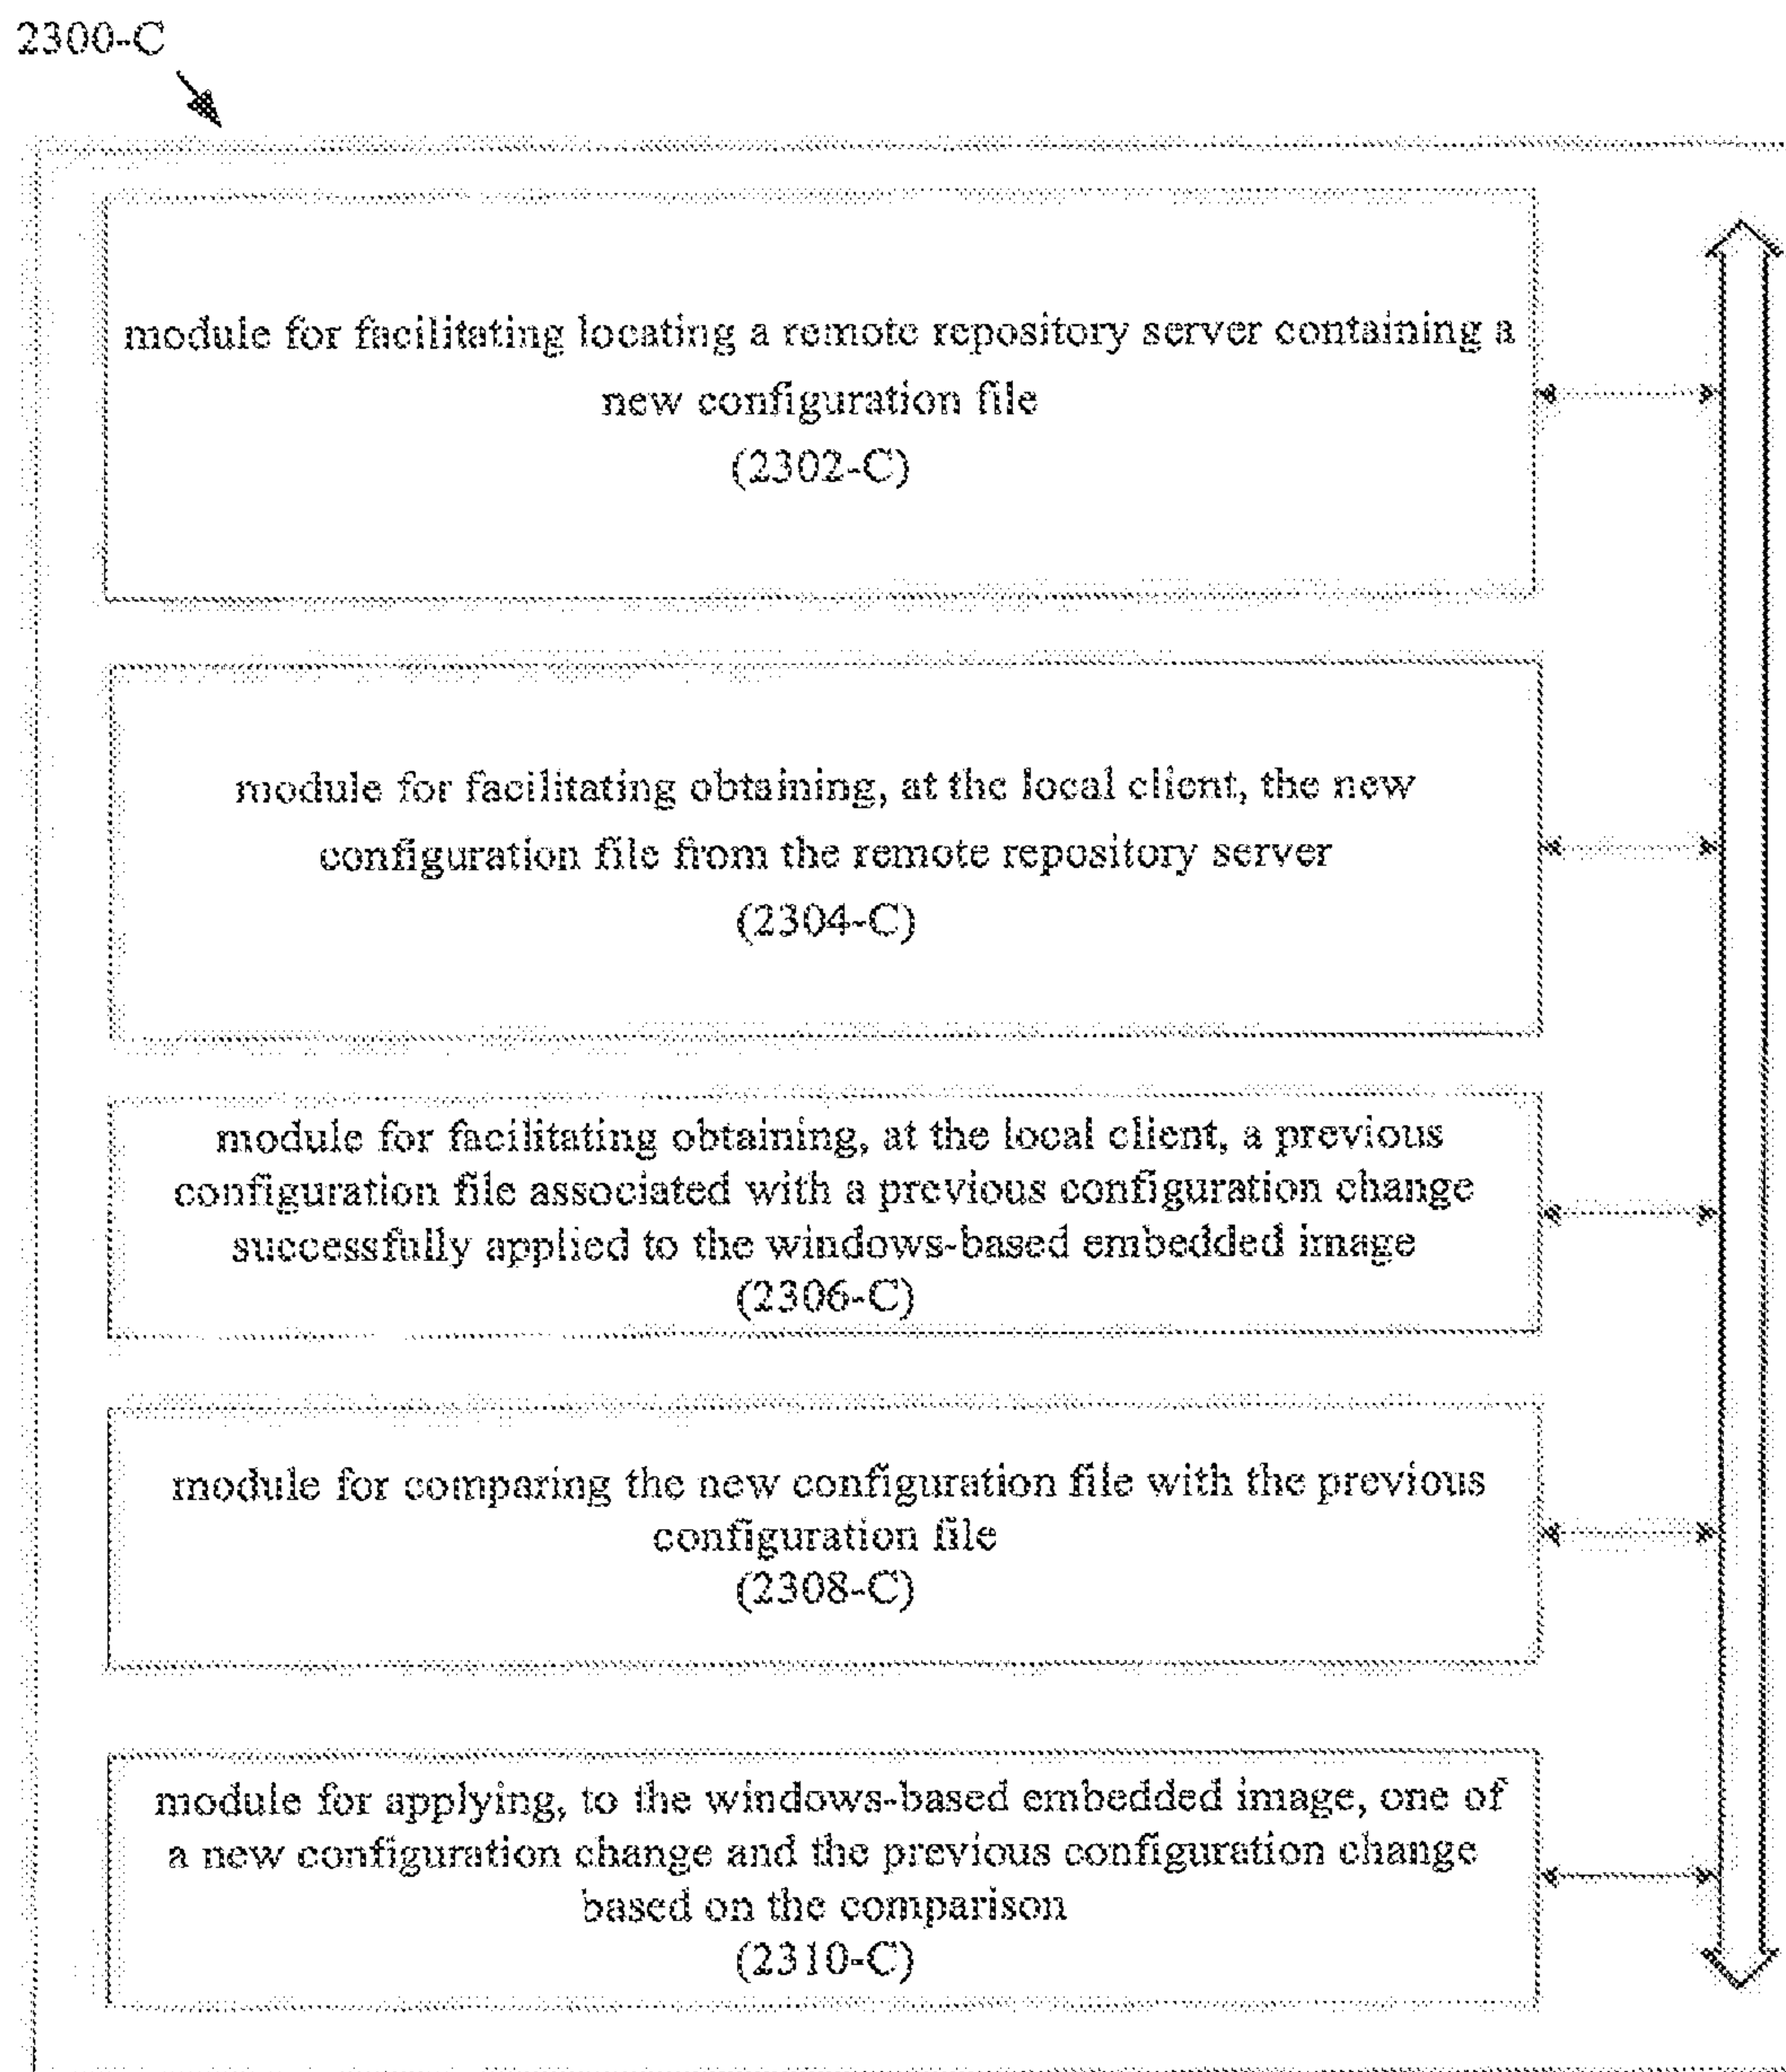 2300-C
module for facilitating locating a remote repository server containing a
new configuration file
(2302-C)
module for facilitating obtaining, at the local client, the new
configuration file from the remote repository server
(2304-C)
module for facilitating obtaining, at the local client, a previous
configuration file associated with a previous configuration change
successfully applied to the windows-based embedded image
(2306-C)
module for comparing the new configuration file with the previous
configuration file
(2308-C)
module for applying, to the windows-based embedded image, one of
a new configuration change and the previous configuration change
based on the comparison
(2310-C)